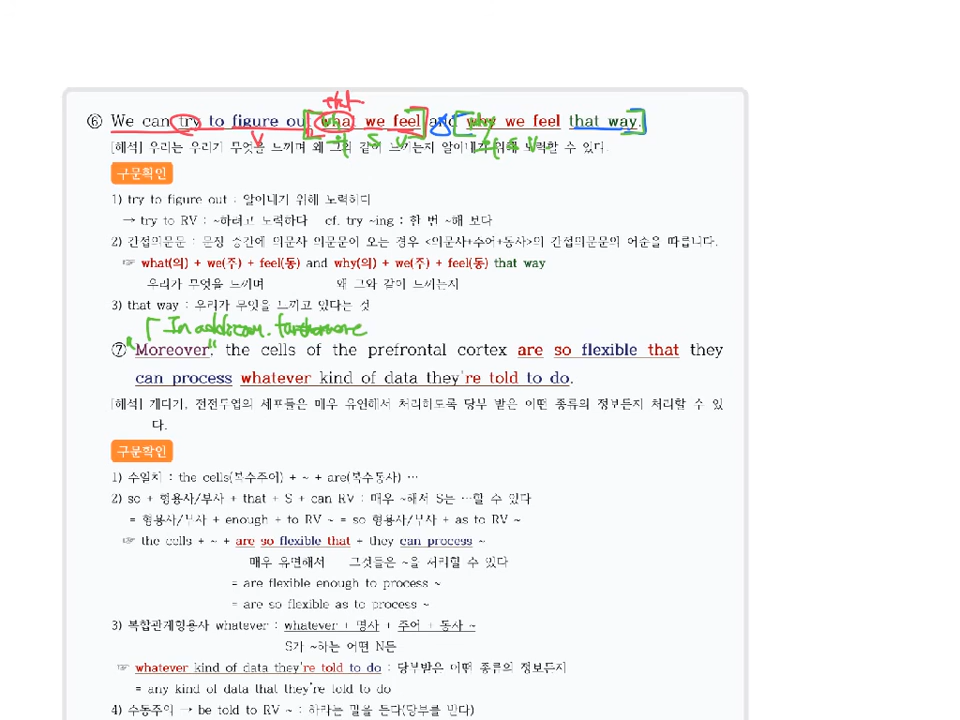 ⑥ We can try to figure out what we feel and why we feel that way.
[해석] 우리는 우리가 무엇을 느끼며 왜 그와 같이 느끼는지 알아내기 위해 노력할 수 있다.
구문확인
1) try to figure out : 알아내기 위해 노력하다
→ try to RV : ~하려고 노력하다 cf. try ~ing : 한 번 ~해 보다
2) 간접의문문 : 문장 중간에 의문사 의문문이 오는 경우 <의문사+주어+동사>의 간접의문문의 어순을 따릅니다.
☞ what(의) + we(주) + feel(동) and why(의) + we(주) + feel(동) that way
우리가 무엇을 느끼며 왜 그와 같이 느끼는지
3) that way : 우리가 무엇을 느끼고 있다는 것
In addition. furthermore
⑦ Moreover, the cells of the prefrontal cortex are so flexible that they
can process whatever kind of data they're told to do.
[해석] 게다가, 전전두엽의 세포들은 매우 유연해서 처리하도록 당부 받은 어떤 종류의 정보든지 처리할 수 있
다.
구문확인
1) 수일치 : the cells(복수주어) + ~ + are(복수동사) …
2) so + 형용사/부사 + that + S + can RV : 매우 ~해서 S는 …할 수 있다
= 형용사/부사 + enough + to RV ~ = so 형용사/부사 + as to RV ~
☞ the cells + ~ + are so flexible that + they can process ~
매우 유연해서 그것들은 ~을 처리할 수 있다
= are flexible enough to process ~
= are so flexible as to process ~
3) 복합관계형용사 whatever : whatever + 명사 + 주어 + 동사 ~
S가 ~하는 어떤 N든
☞ whatever kind of data they're told to do : 당부받은 어떤 종류의 정보든지
= any kind of data that they're told to do
4) 수동주의 → be told to RV ~ : 하라는 말을 듣다(당부를 받다)